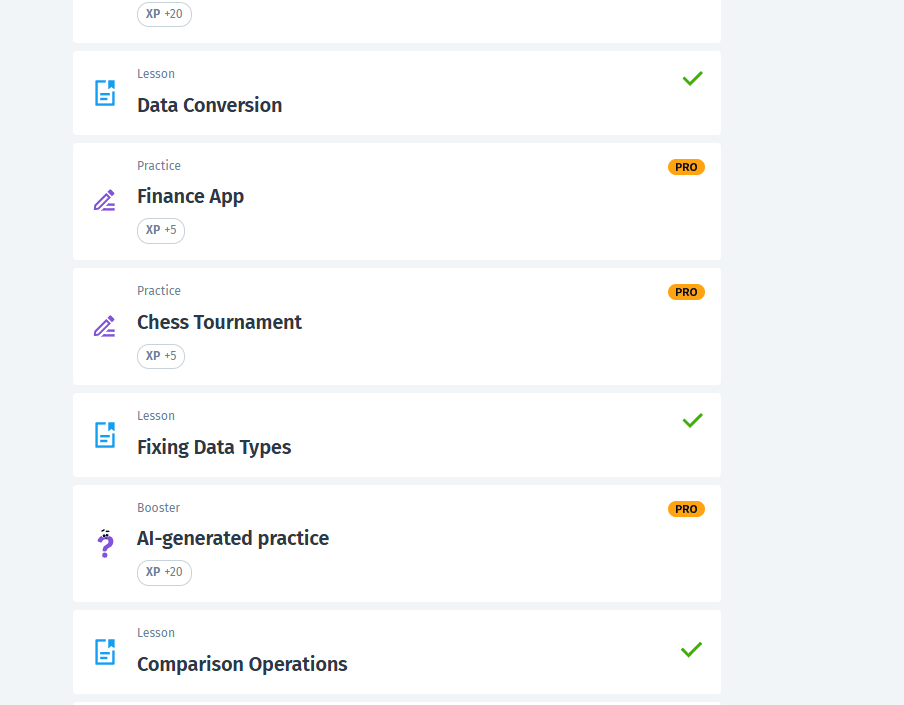 XP +20
Lesson
Data Conversion
Practice
PRO
Finance App
XP +5
Practice
PRO
Chess Tournament
XP +5
Lesson
Fixing Data Types
Booster
PRO
AI-generated practice
XP +20
Lesson
Comparison Operations